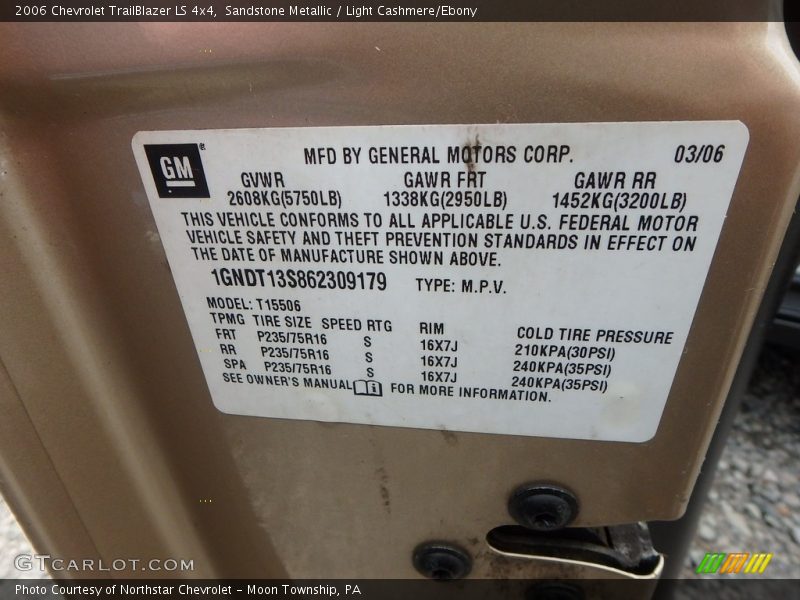 2006 Chevrolet TrailBlazer LS 4x4, Sandstone Metallic / Light Cashmere/Ebony
GM®
MFD BY GENERAL MOTORS CORP. 03/06
GVWR GAWR FRT GAWR RR
2608KG(5750LB) 1338KG(2950LB) 1452KG(3200LB)
THIS VEHICLE CONFORMS TO ALL APPLICABLE U.S. FEDERAL MOTOR
VEHICLE SAFETY AND THEFT PREVENTION STANDARDS IN EFFECT ON
THE DATE OF MANUFACTURE SHOWN ABOVE.
1GNDT13S862309179 TYPE: M.P.V.
MODEL: T15506
TPMG TIRE SIZE SPEED RTG RIM COLD TIRE PRESSURE
FRT P235/75R16 S 16X7J 210KPA(30PSI)
RR P235/75R16 S 16X7J 240KPA(35PSI)
SPA P235/75R16 S 16X7J 240KPA(35PSI)
SEE OWNER'S MANUAL FOR MORE INFORMATION.
GTCARLOT.COM
Photo Courtesy of Northstar Chevrolet - Moon Township, PA